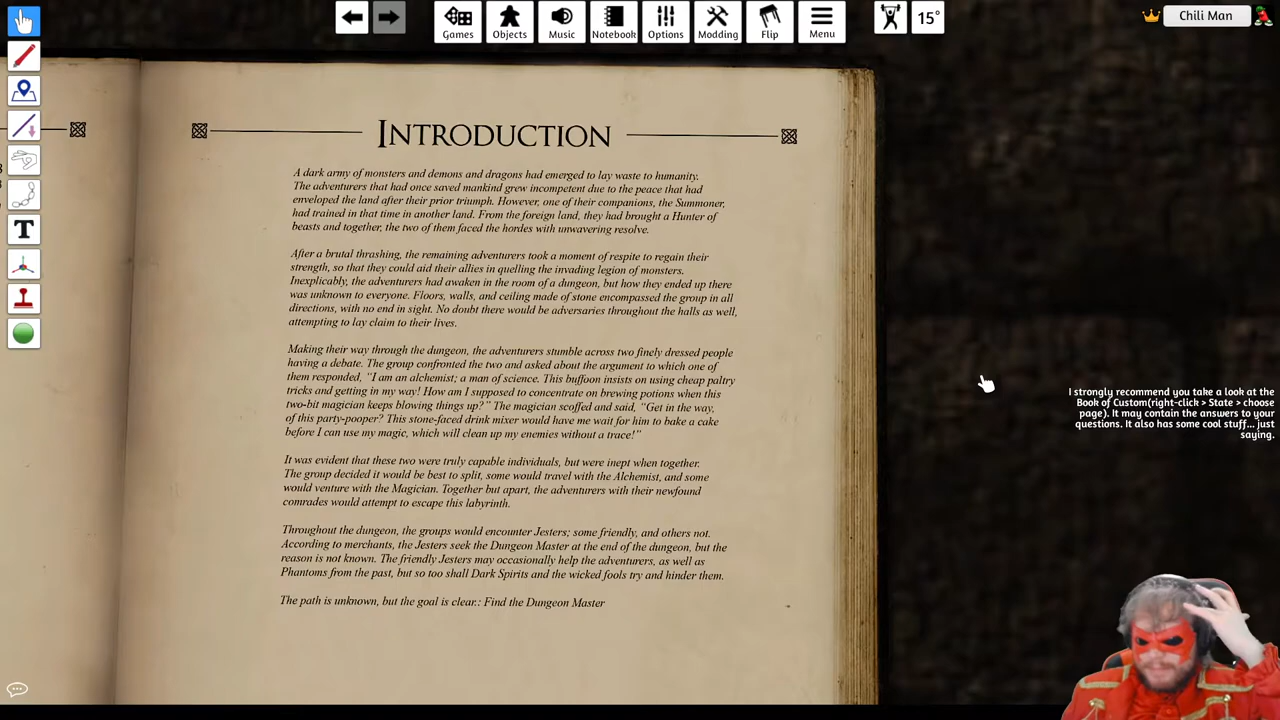 Games
Objects
Music
Notebook
Options
Modding
Flip
Menu
15°
Chili Man
T
INTRODUCTION
A dark army of monsters and demons and dragons had emerged to lay waste to humanity.
The adventurers that had once saved mankind grew incompetent due to the peace that had
enveloped the land after their prior triumph. However, one of their companions, the Summoner,
had trained in that time in another land. From the foreign land, they had brought a Hunter of
beasts and together, the two of them faced the hordes with unwavering resolve.
After a brutal thrashing, the remaining adventurers took a moment of respite to regain their
strength, so that they could aid their allies in quelling the invading legion of monsters.
Inexplicably, the adventurers had awaken in the room of a dungeon, but how they ended up there
was unknown to everyone. Floors, walls, and ceiling made of stone encompassed the group in all
directions, with no end in sight. No doubt there would be adversaries throughout the halls as well,
attempting to lay claim to their lives.
Making their way through the dungeon, the adventurers stumble across two finely dressed people
having a debate. The group confronted the two and asked about the argument to which one of
them responded, "I am an alchemist; a man of science. This buffoon insists on using cheap paltry
tricks and getting in my way! How am I supposed to concentrate on brewing potions when this
two-bit magician keeps blowing things up?" The magician scoffed and said, "Get in the way,
of this party-pooper? This stone-faced drink mixer would have me wait for him to bake a cake
before I can use my magic, which will clean up my enemies without a trace!"
It was evident that these two were truly capable individuals, but were inept when together.
The group decided it would be best to split, some would travel with the Alchemist, and some
would venture with the Magician. Together but apart, the adventurers with their newfound
comrades would attempt to escape this labyrinth.
Throughout the dungeon, the groups would encounter Jesters; some friendly, and others not.
According to merchants, the Jesters seek the Dungeon Master at the end of the dungeon, but the
reason is not known. The friendly Jesters may occasionally help the adventurers, as well as
Phantoms from the past, but so too shall Dark Spirits and the wicked fools try and hinder them.
The path is unknown, but the goal is clear.: Find the Dungeon Master
I strongly recommend you take a look at the
Book of Custom(right-click > State > choose
page). It may contain the answers to your
questions. It also has some cool stuff... just
saying.